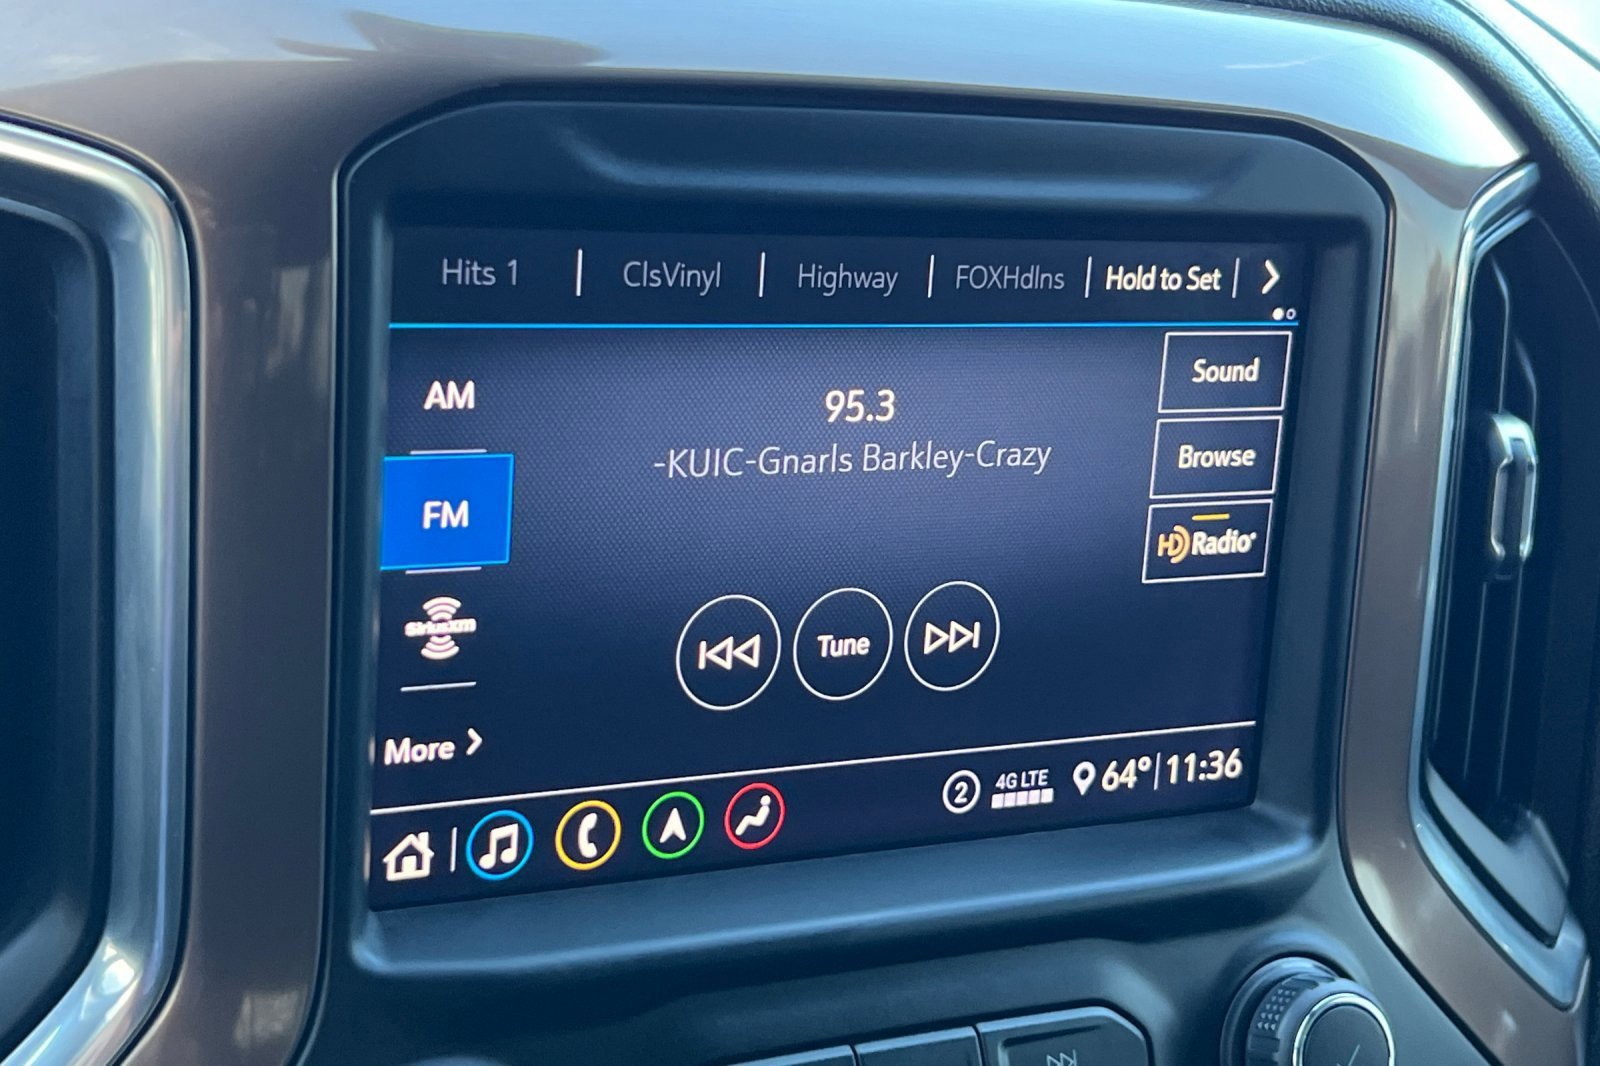 Hits 1 | ClsVinyl | Highway | FOXHdlns | Hold to Set |
AM
95.3
Sound
-KUIC-Gnarls Barkley-Crazy
Browse
FM
HD Radio
SiriusXM
Tune
More
2 4G LTE 64° | 11:36